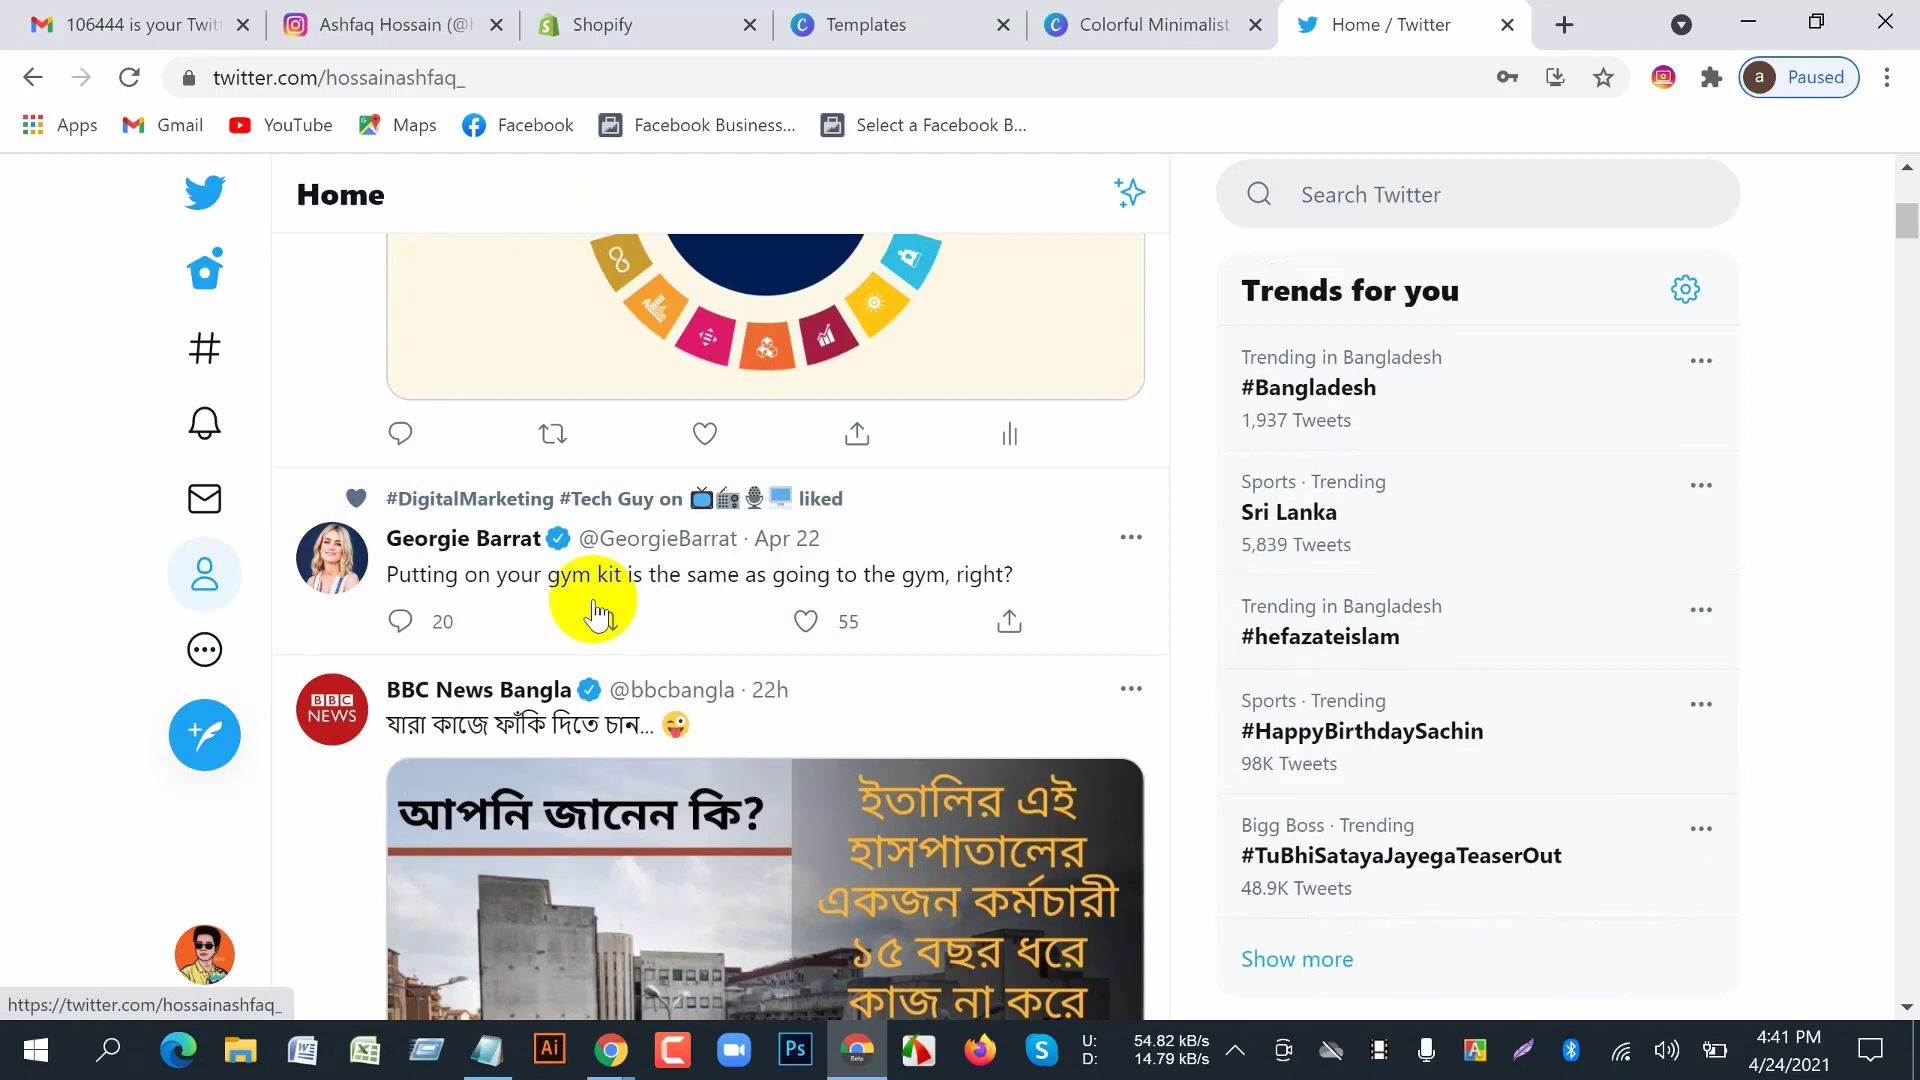 106444 is your Twit
Ashfaq Hossain (@h
Shopify
Templates
Colorful Minimalist
Home / Twitter
twitter.com/hossainashfaq_
a Paused
Apps Gmail YouTube Maps Facebook Facebook Business... Select a Facebook B...
Home
#DigitalMarketing #Tech Guy on 📺📻🎙️🖥️ liked
Georgie Barrat @GeorgieBarrat · Apr 22
Putting on your gym kit is the same as going to the gym, right?
20
55
BBC NEWS
BBC News Bangla @bbcbangla · 22h
যারা কাজে ফাঁকি দিতে চান... 😜
আপনি জানেন কি?
ইতালির এই
হাসপাতালের
একজন কর্মচারী
১৫ বছর ধরে
কাজ না করে
Search Twitter
Trends for you
Trending in Bangladesh
#Bangladesh
1,937 Tweets
Sports · Trending
Sri Lanka
5,839 Tweets
Trending in Bangladesh
#hefazateislam
Sports · Trending
#HappyBirthdaySachin
98K Tweets
Bigg Boss · Trending
#TuBhiSatayaJayegaTeaserOut
48.9K Tweets
Show more
https://twitter.com/hossainashfaq_
Ai
Ps
Beta
U: 54.82 kB/s
D: 14.79 kB/s
4:41 PM
4/24/2021